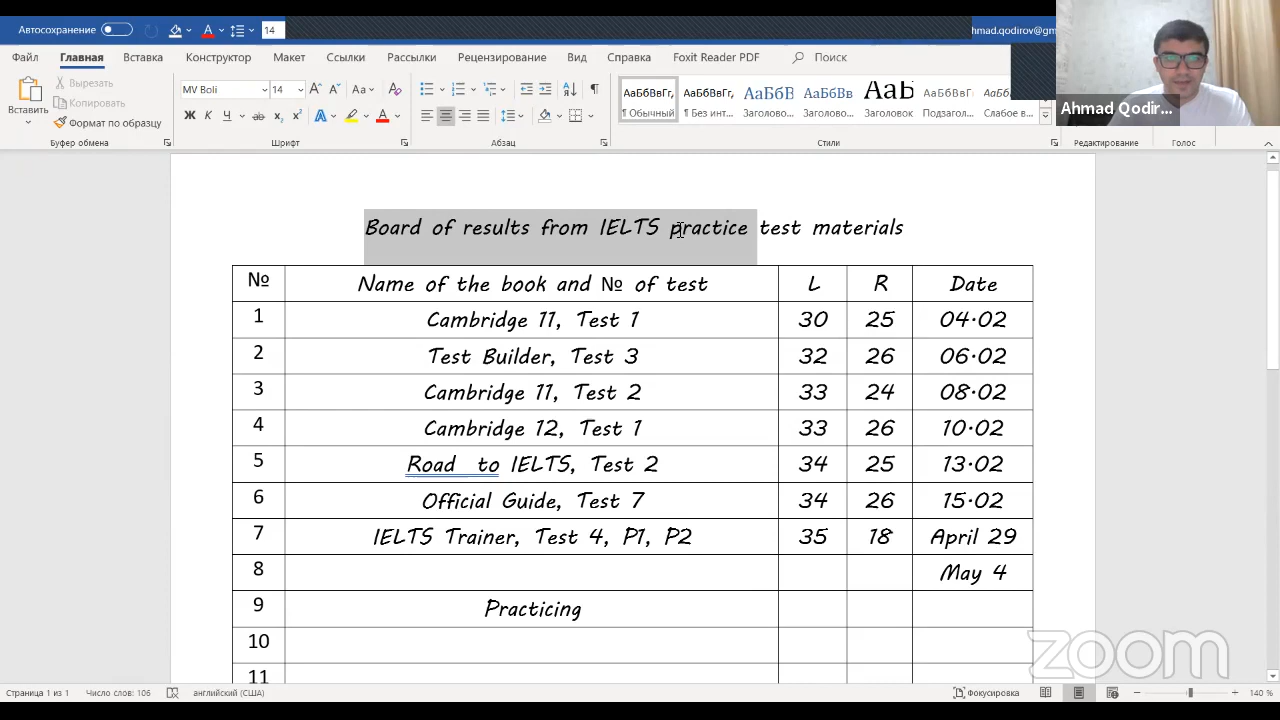 Автосохранение 14 hmad.qodirov@gm
Файл Главная Вставка Конструктор Макет Ссылки Рассылки Рецензирование Вид Справка Foxit Reader PDF Поиск
Вставить
Вырезать
Копировать
Формат по образцу
Буфер обмена
MV Boli 14
Шрифт
Абзац
АаБбВвГг, АаБбВвГг, АаБбВ АаБбВв АаБ АаБбВвГ АаБбВ
¶ Обычный ¶ Без инт... Заголово... Заголово... Заголовок Подзагол... Слабое в...
Стили
Редактирование
Голос
Ahmad Qodir...
Board of results from IELTS practice test materials
№ Name of the book and № of test L R Date
1 Cambridge 11, Test 1 30 25 04.02
2 Test Builder, Test 3 32 26 06.02
3 Cambridge 11, Test 2 33 24 08.02
4 Cambridge 12, Test 1 33 26 10.02
5 Road to IELTS, Test 2 34 25 13.02
6 Official Guide, Test 7 34 26 15.02
7 IELTS Trainer, Test 4, P1, P2 35 18 April 29
8 May 4
9 Practicing
10
11
zoom
Страница 1 из 1 Число слов: 106 английский (США) Фокусировка 140 %